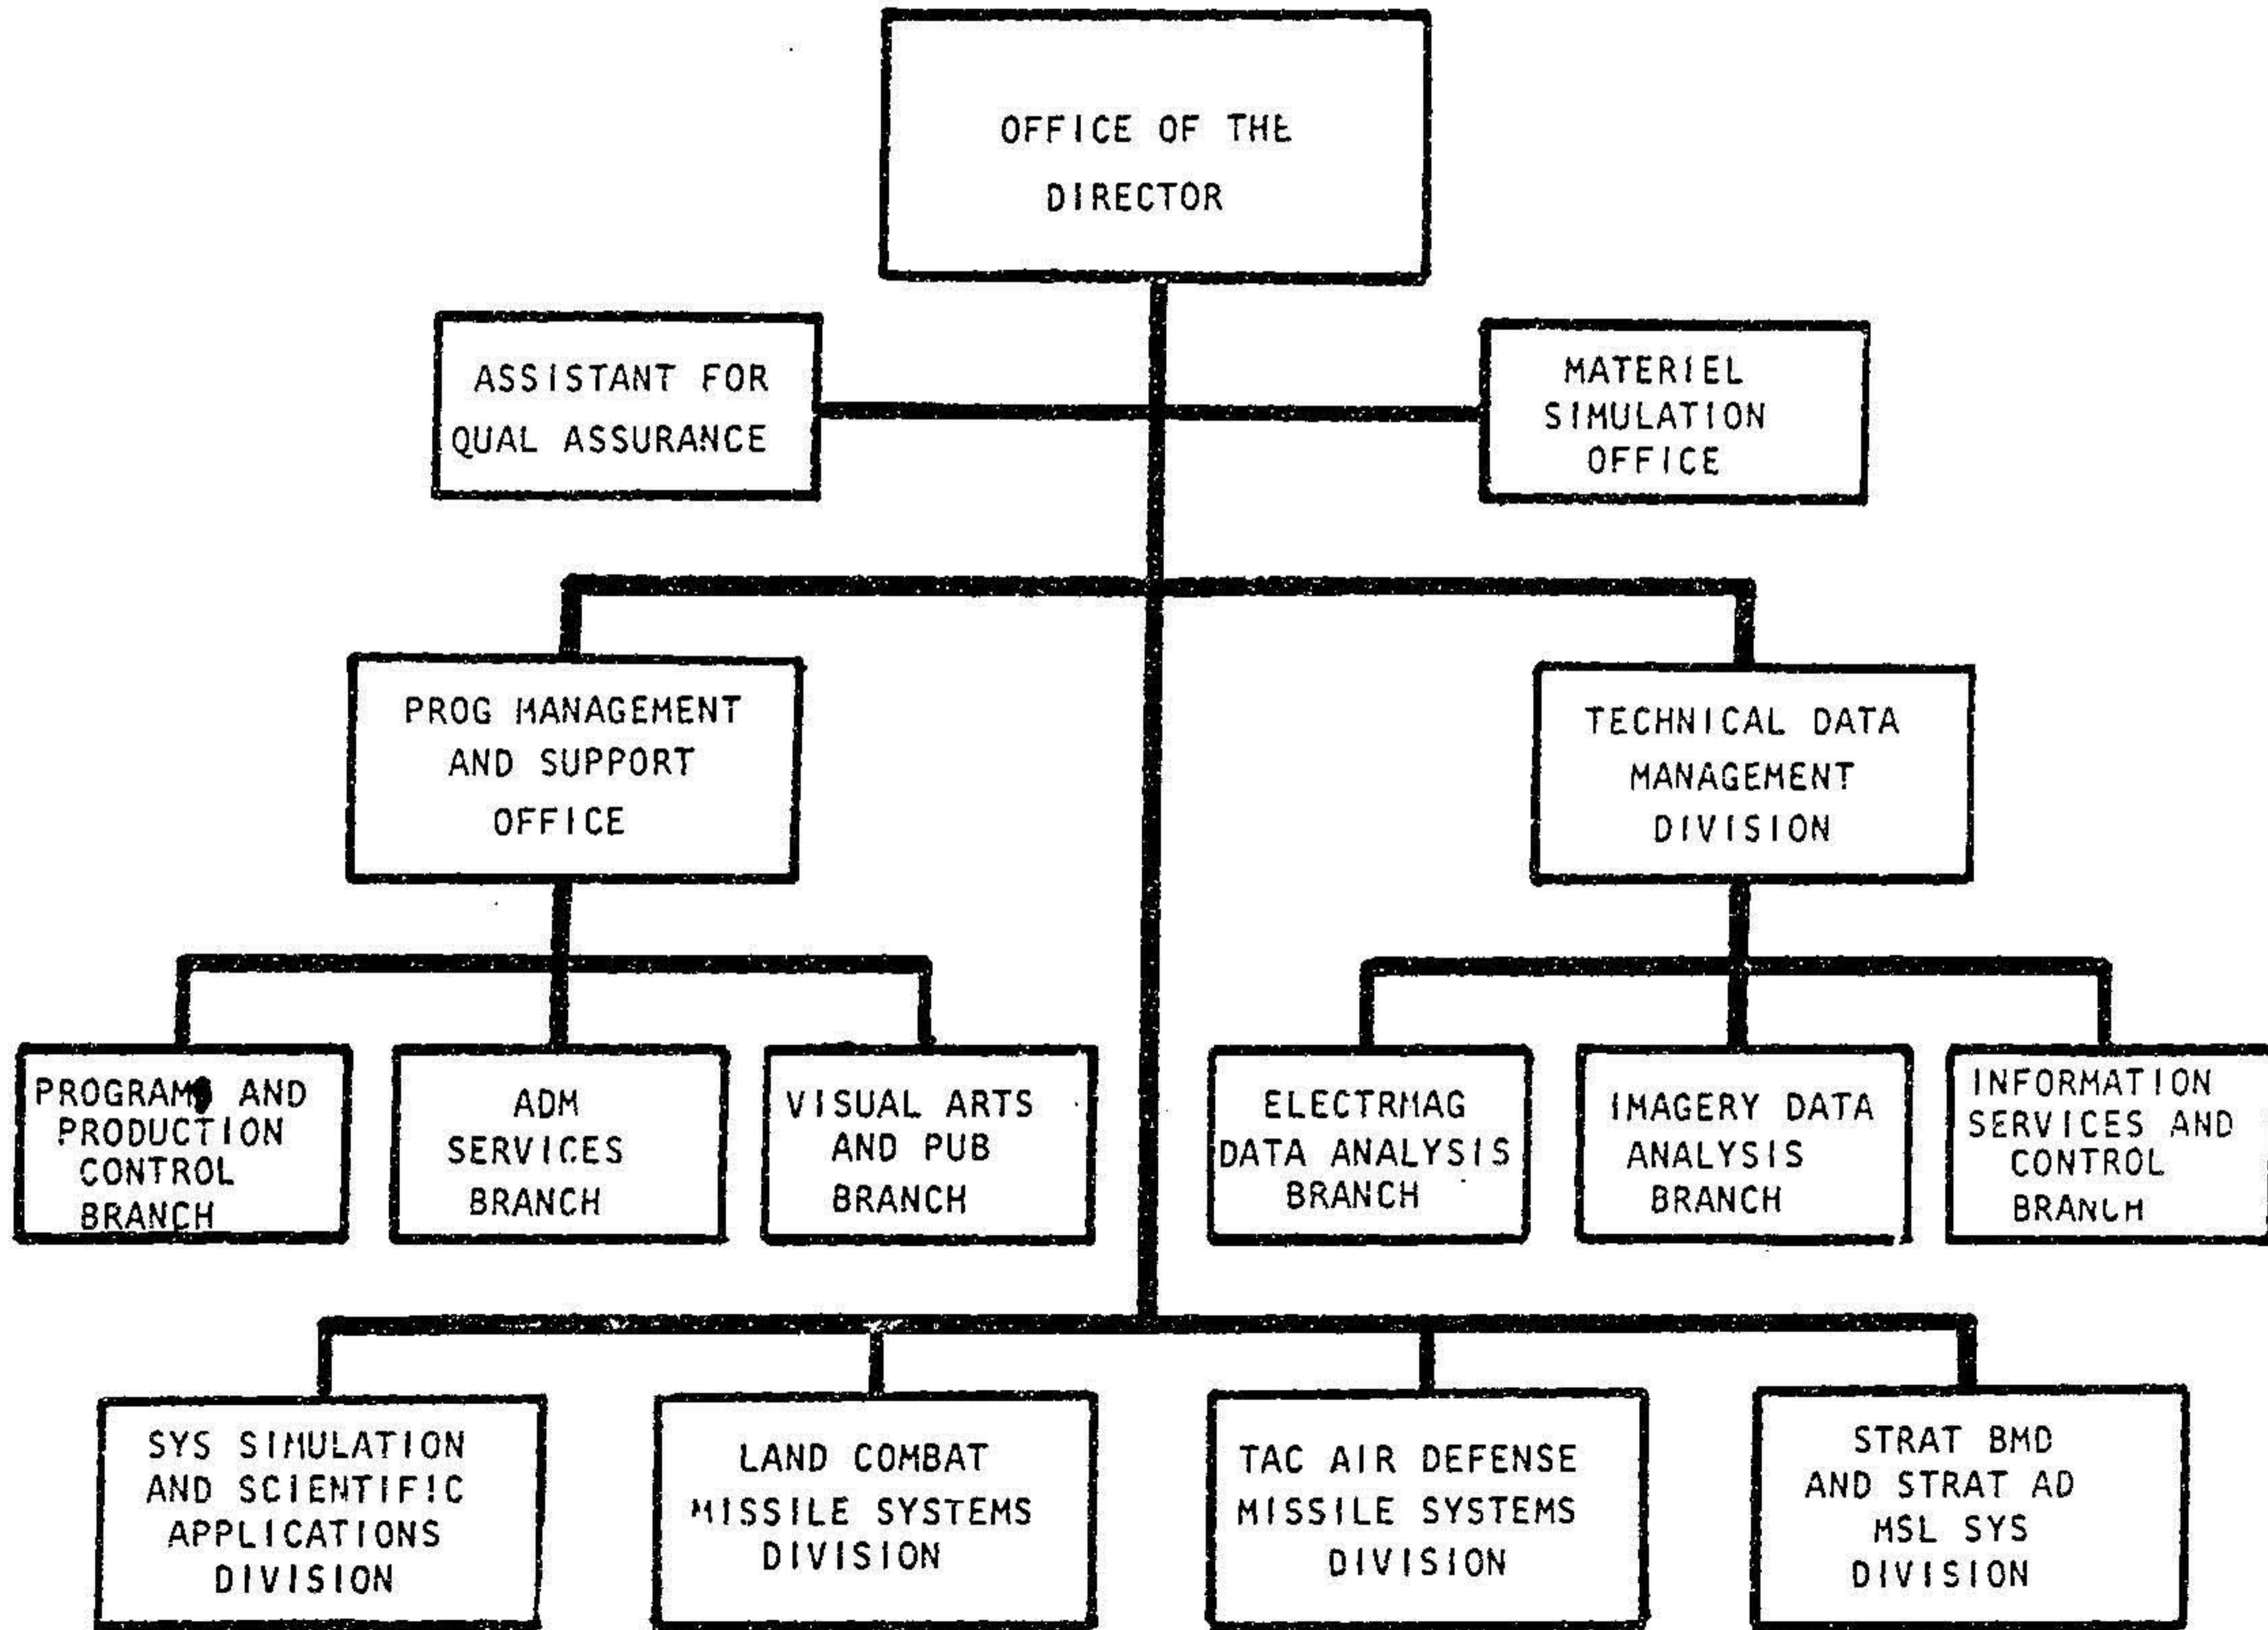 OFFICE OF THE
DIRECTOR
ASSISTANT FOR
QUAL ASSURANCE
MATERIEL
SIMULATION
OFFICE
PROG MANAGEMENT
AND SUPPORT
OFFICE
TECHNICAL DATA
MANAGEMENT
DIVISION
PROGRAMS AND
PRODUCTION
CONTROL
BRANCH
ADM
SERVICES
BRANCH
VISUAL ARTS
AND PUB
BRANCH
ELECTRMAG
DATA ANALYSIS
BRANCH
IMAGERY DATA
ANALYSIS
BRANCH
INFORMATION
SERVICES AND
CONTROL
BRANCH
SYS SIMULATION
AND SCIENTIFIC
APPLICATIONS
DIVISION
LAND COMBAT
MISSILE SYSTEMS
DIVISION
TAC AIR DEFENSE
MISSILE SYSTEMS
DIVISION
STRAT BMD
AND STRAT AD
MSL SYS
DIVISION